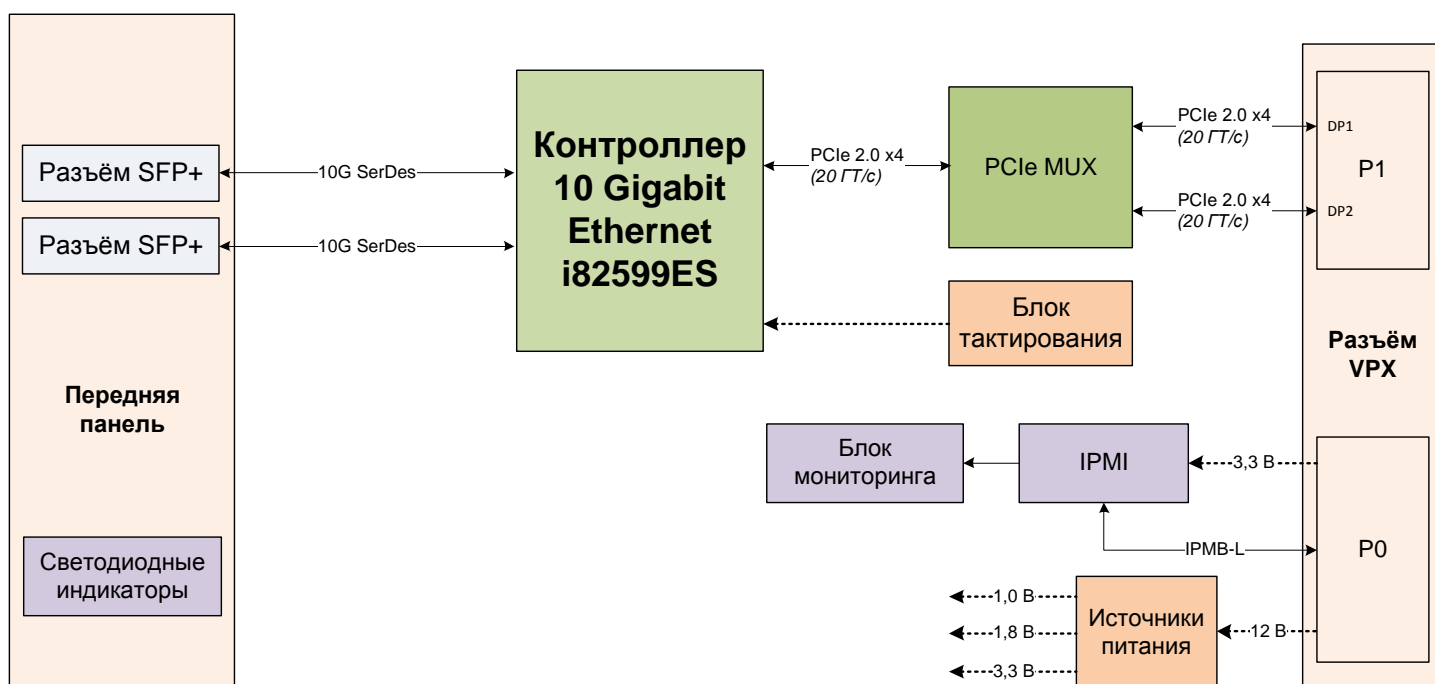 Разъём SFP+
Разъём SFP+
Передняя
панель
Светодиодные
индикаторы
10G SerDes
10G SerDes
Контроллер
10 Gigabit
Ethernet
i82599ES
PCIe 2.0 x4
(20 ГТ/с)
PCIe MUX
PCIe 2.0 x4
(20 ГТ/с)
PCIe 2.0 x4
(20 ГТ/с)
DP1
P1
DP2
Блок
тактирования
Разъём
VPX
Блок
мониторинга
IPMI
3,3 В
IPMB-L
P0
1,0 В
1,8 В
3,3 В
Источники
питания
12 В